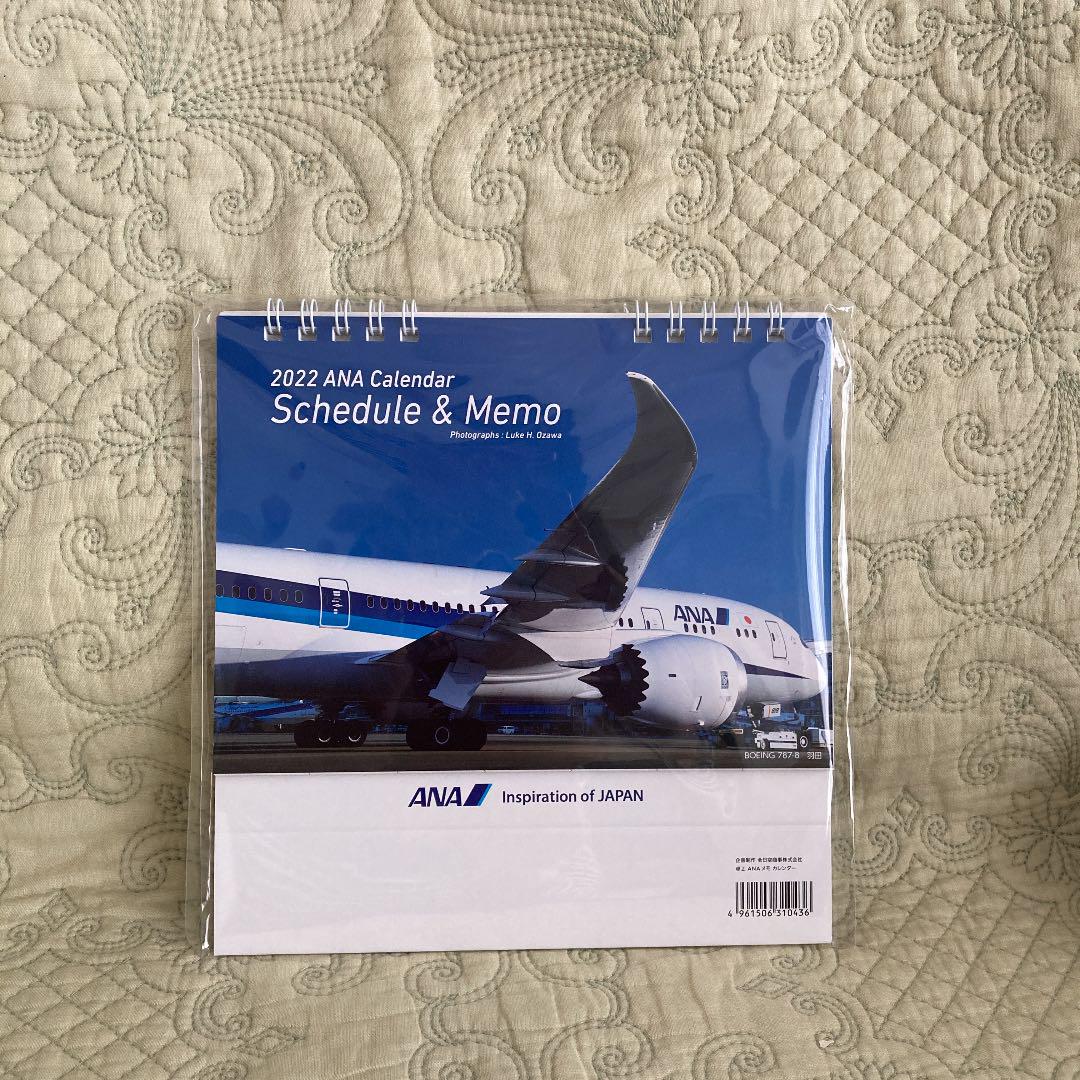 2022 ANA Calendar
Schedule & Memo
Photographs : Luke H. Ozawa
ANA
BOEING 787-8 羽田
ANA Inspiration of JAPAN
企画制作 全日空商事株式会社
卓上 ANAメモ カレンダー
4 961506 310436